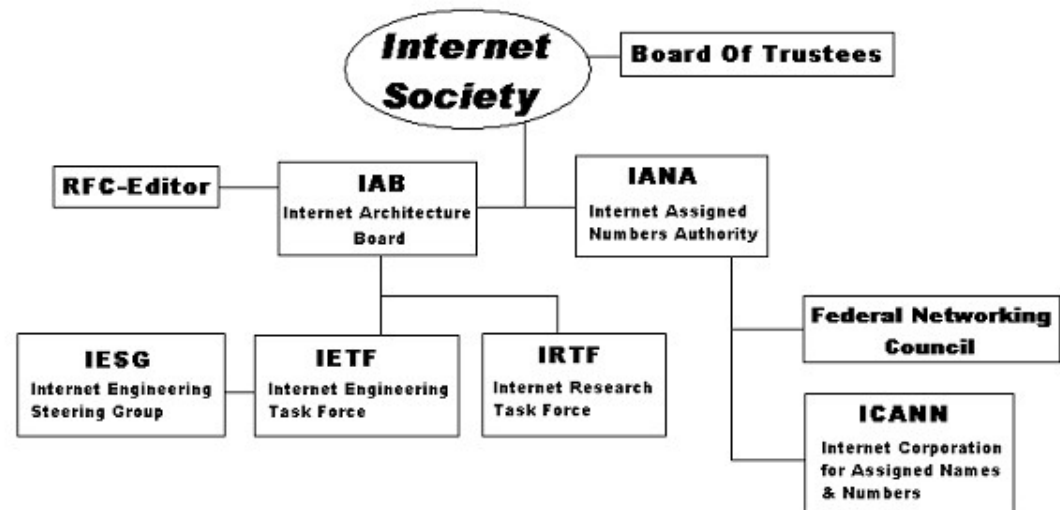 Internet
Society
Board Of Trustees
RFC-Editor
IAB
Internet Architecture
Board
IANA
Internet Assigned
Numbers Authority
Federal Networking
Council
IESG
Internet Engineering
Steering Group
IETF
Internet Engineering
Task Force
IRTF
Internet Research
Task Force
ICANN
Internet Corporation
for Assigned Names
& Numbers